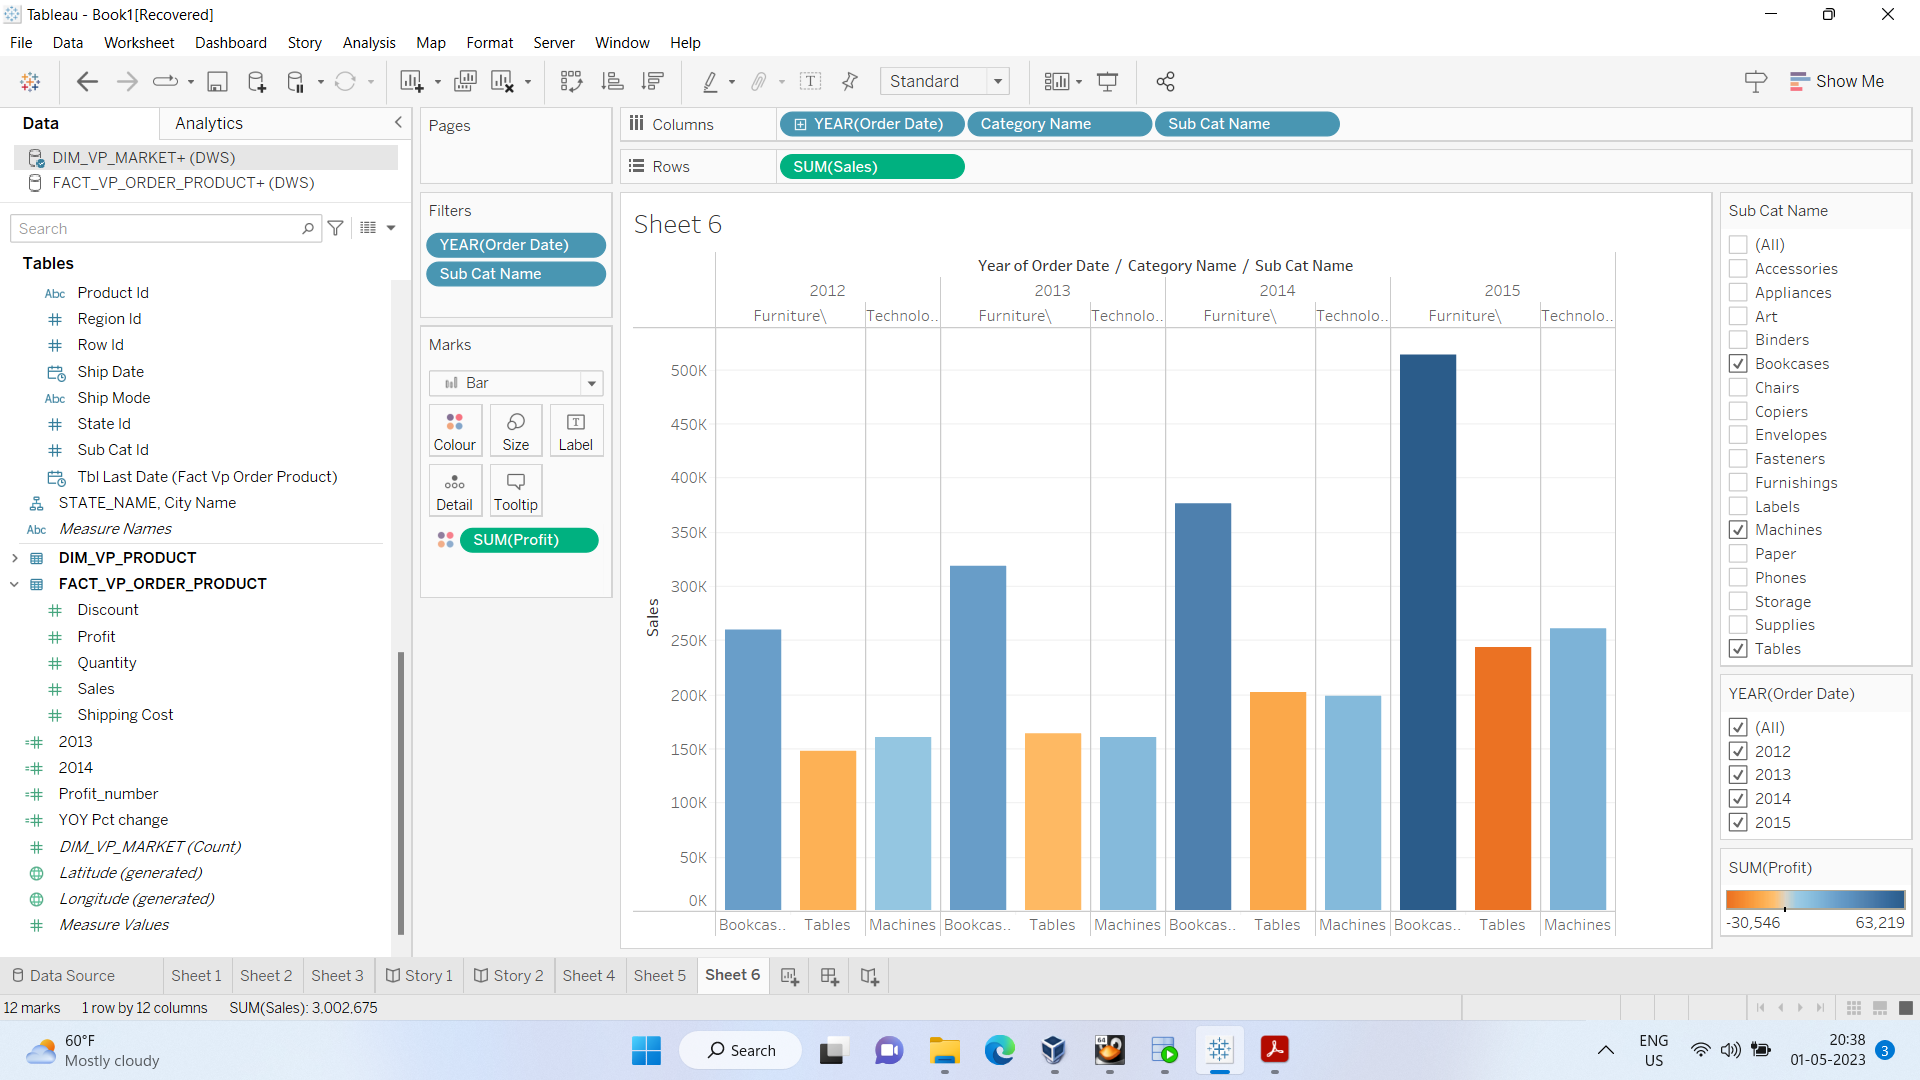 Tableau - Book1[Recovered]
File Data Worksheet Dashboard Story Analysis Map Format Server Window Help
Standard
Show Me
Data Analytics
DIM_VP_MARKET+ (DWS)
FACT_VP_ORDER_PRODUCT+ (DWS)
Search
Tables
Abc Product Id
Region Id
Row Id
Ship Date
Abc Ship Mode
State Id
Sub Cat Id
Tbl Last Date (Fact Vp Order Product)
STATE_NAME, City Name
Abc Measure Names
DIM_VP_PRODUCT
FACT_VP_ORDER_PRODUCT
Discount
Profit
Quantity
Sales
Shipping Cost
2013
2014
Profit_number
YOY Pct change
DIM_VP_MARKET (Count)
Latitude (generated)
Longitude (generated)
Measure Values
Pages
Filters
YEAR(Order Date)
Sub Cat Name
Marks
Bar
Colour Size Label
Detail Tooltip
SUM(Profit)
Columns YEAR(Order Date) Category Name Sub Cat Name
Rows SUM(Sales)
Sheet 6
Year of Order Date / Category Name / Sub Cat Name
2012 2013 2014 2015
Furniture\ Technolo.. Furniture\ Technolo.. Furniture\ Technolo.. Furniture\ Technolo..
Sales
500K
450K
400K
350K
300K
250K
200K
150K
100K
50K
0K
Bookcas.. Tables Machines Bookcas.. Tables Machines Bookcas.. Tables Machines Bookcas.. Tables Machines
Sub Cat Name
(All)
Accessories
Appliances
Art
Binders
Bookcases
Chairs
Copiers
Envelopes
Fasteners
Furnishings
Labels
Machines
Paper
Phones
Storage
Supplies
Tables
YEAR(Order Date)
(All)
2012
2013
2014
2015
SUM(Profit)
-30,546 63,219
Data Source Sheet 1 Sheet 2 Sheet 3 Story 1 Story 2 Sheet 4 Sheet 5 Sheet 6
12 marks 1 row by 12 columns SUM(Sales): 3,002,675
60°F
Mostly cloudy
Search
64
ENG
US
20:38
01-05-2023
3